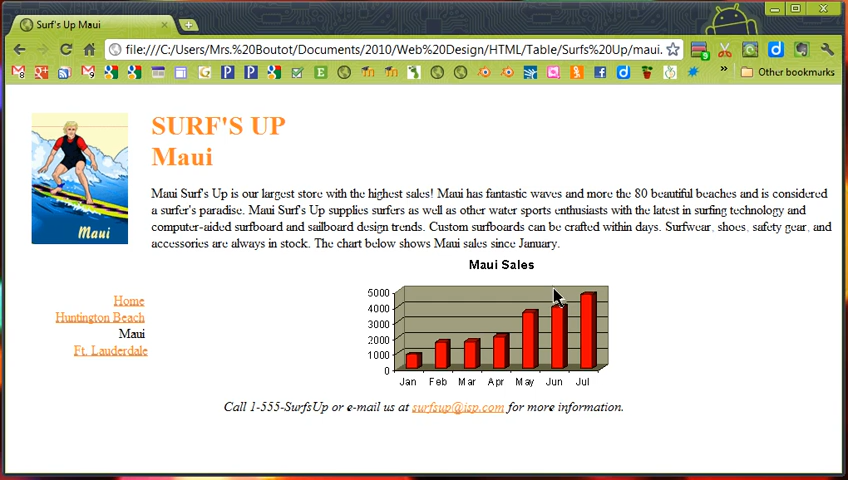 Surf's Up Maui
file:///C:/Users/Mrs.%20Boutot/Documents/2010/Web%20Design/HTML/Table/Surfs%20Up/maui.
Other bookmarks
SURF'S UP
Maui
Maui
Maui Surf's Up is our largest store with the highest sales! Maui has fantastic waves and more the 80 beautiful beaches and is considered
a surfer's paradise. Maui Surf's Up supplies surfers as well as other water sports enthusiasts with the latest in surfing technology and
computer-aided surfboard and sailboard design trends. Custom surfboards can be crafted within days. Surfwear, shoes, safety gear, and
accessories are always in stock. The chart below shows Maui sales since January.
Home
Huntington Beach
Maui
Ft. Lauderdale
Maui Sales
5000
4000
3000
2000
1000
0
Jan Feb Mar Apr May Jun Jul
Call 1-555-SurfsUp or e-mail us at surfsup@isp.com for more information.